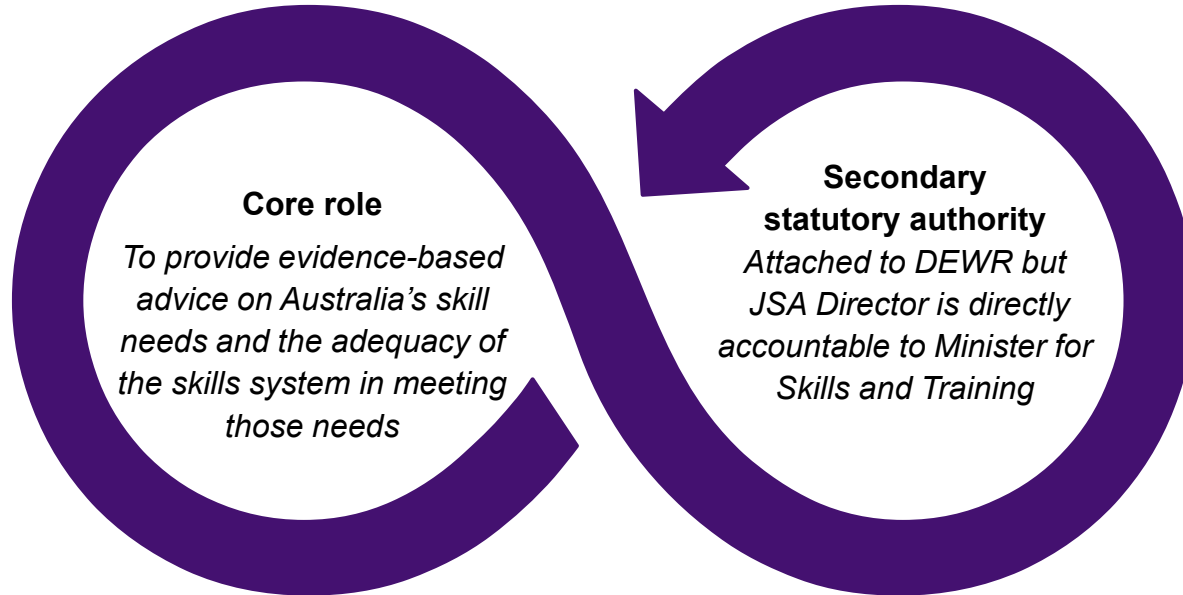 Core role
To provide evidence-based
advice on Australia’s skill
needs and the adequacy of
the skills system in meeting
those needs
Secondary
statutory authority
Attached to DEWR but
JSA Director is directly
accountable to Minister for
Skills and Training